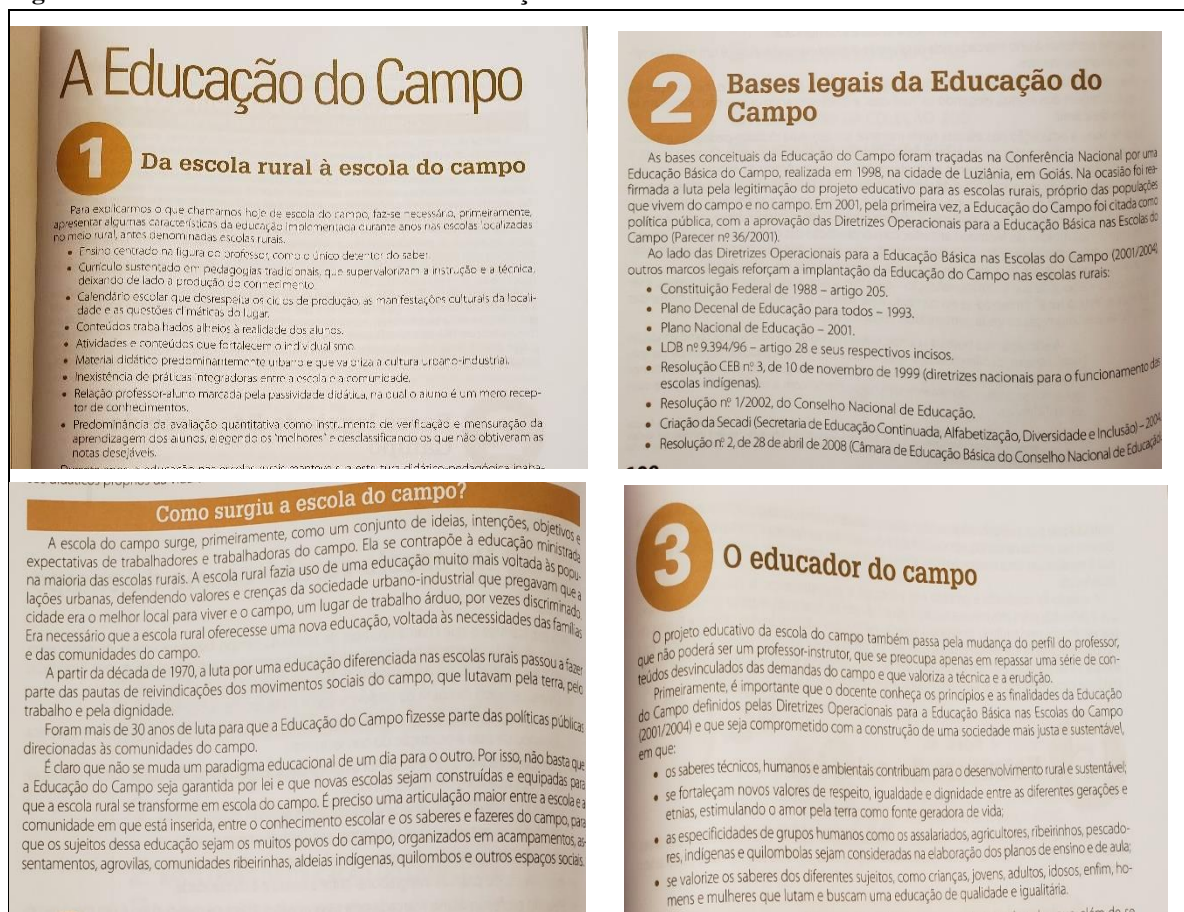 A Educação do Campo
1
Da escola rural à escola do campo
Para explicarmos o que chamamos hoje de escola do campo, faz-se necessário, primeiramente,
apresentar algumas características da educação implementada durante anos nas escolas localizadas
no meio rural, antes denominadas escolas rurais.
• Ensino centrado na figura do professor, como o único detentor do saber.
• Currículo sustentado em pedagogias tradicionais, que supervalorizam a instrução e a técnica,
deixando de lado a produção do conhecimento.
• Calendário escolar que desrespeita os ciclos de produção, as manifestações culturais da locali-
dade e as questões climáticas do lugar.
• Conteúdos trabalhados alheios à realidade dos alunos.
• Atividades e conteúdos que fortalecem o individualismo.
• Material didático predominantemente urbano e que valoriza a cultura urbano-industrial.
• Inexistência de práticas integradoras entre a escola e a comunidade.
• Relação professor-aluno marcada pela passividade didática, na qual o aluno é um mero recep-
tor de conhecimentos.
• Predominância da avaliação quantitativa como instrumento de verificação e mensuração da
aprendizagem dos alunos, elegendo os "melhores" e desclassificando os que não obtiveram as
notas desejáveis.
2
Bases legais da Educação do
Campo
As bases conceituais da Educação do Campo foram traçadas na Conferência Nacional por uma
Educação Básica do Campo, realizada em 1998, na cidade de Luziânia, em Goiás. Na ocasião foi rea-
firmada a luta pela legitimação do projeto educativo para as escolas rurais, próprio das populações
que vivem do campo e no campo. Em 2001, pela primeira vez, a Educação do Campo foi citada como
política pública, com a aprovação das Diretrizes Operacionais para a Educação Básica nas Escolas do
Campo (Parecer nº 36/2001).
Ao lado das Diretrizes Operacionais para a Educação Básica nas Escolas do Campo (2001/2004)
outros marcos legais reforçam a implantação da Educação do Campo nas escolas rurais:
• Constituição Federal de 1988 – artigo 205.
• Plano Decenal de Educação para todos – 1993.
• Plano Nacional de Educação – 2001.
• LDB nº 9.394/96 – artigo 28 e seus respectivos incisos.
• Resolução CEB nº 3, de 10 de novembro de 1999 (diretrizes nacionais para o funcionamento das
escolas indígenas).
• Resolução nº 1/2002, do Conselho Nacional de Educação.
• Criação da Secadi (Secretaria de Educação Continuada, Alfabetização, Diversidade e Inclusão) – 2004
• Resolução nº 2, de 28 de abril de 2008 (Câmara de Educação Básica do Conselho Nacional de Educação
Como surgiu a escola do campo?
A escola do campo surge, primeiramente, como um conjunto de ideias, intenções, objetivos e
expectativas de trabalhadores e trabalhadoras do campo. Ela se contrapõe à educação ministrada
na maioria das escolas rurais. A escola rural fazia uso de uma educação muito mais voltada às popu-
lações urbanas, defendendo valores e crenças da sociedade urbano-industrial que pregavam que a
cidade era o melhor local para viver e o campo, um lugar de trabalho árduo, por vezes discriminado.
Era necessário que a escola rural oferecesse uma nova educação, voltada às necessidades das famílias
e das comunidades do campo.
A partir da década de 1970, a luta por uma educação diferenciada nas escolas rurais passou a fazer
parte das pautas de reivindicações dos movimentos sociais do campo, que lutavam pela terra, pelo
trabalho e pela dignidade.
Foram mais de 30 anos de luta para que a Educação do Campo fizesse parte das políticas públicas
direcionadas às comunidades do campo.
É claro que não se muda um paradigma educacional de um dia para o outro. Por isso, não basta que
a Educação do Campo seja garantida por lei e que novas escolas sejam construídas e equipadas para
que a escola rural se transforme em escola do campo. É preciso uma articulação maior entre a escola e a
comunidade em que está inserida, entre o conhecimento escolar e os saberes e fazeres do campo, para
que os sujeitos dessa educação sejam os muitos povos do campo, organizados em acampamentos, as-
sentamentos, agrovilas, comunidades ribeirinhas, aldeias indígenas, quilombos e outros espaços sociais.
3
O educador do campo
O projeto educativo da escola do campo também passa pela mudança do perfil do professor,
que não poderá ser um professor-instrutor, que se preocupa apenas em repassar uma série de con-
teúdos desvinculados das demandas do campo e que valoriza a técnica e a erudição.
Primeiramente, é importante que o docente conheça os princípios e as finalidades da Educação
do Campo definidos pelas Diretrizes Operacionais para a Educação Básica nas Escolas do Campo
(2001/2004) e que seja comprometido com a construção de uma sociedade mais justa e sustentável,
em que:
• os saberes técnicos, humanos e ambientais contribuam para o desenvolvimento rural e sustentável;
• se fortaleçam novos valores de respeito, igualdade e dignidade entre as diferentes gerações e
etnias, estimulando o amor pela terra como fonte geradora de vida;
• as especificidades de grupos humanos como os assalariados, agricultores, ribeirinhos, pescado-
res, indígenas e quilombolas sejam consideradas na elaboração dos planos de ensino e de aula;
• se valorize os saberes dos diferentes sujeitos, como crianças, jovens, adultos, idosos, enfim, ho-
mens e mulheres que lutam e buscam uma educação de qualidade e igualitária.